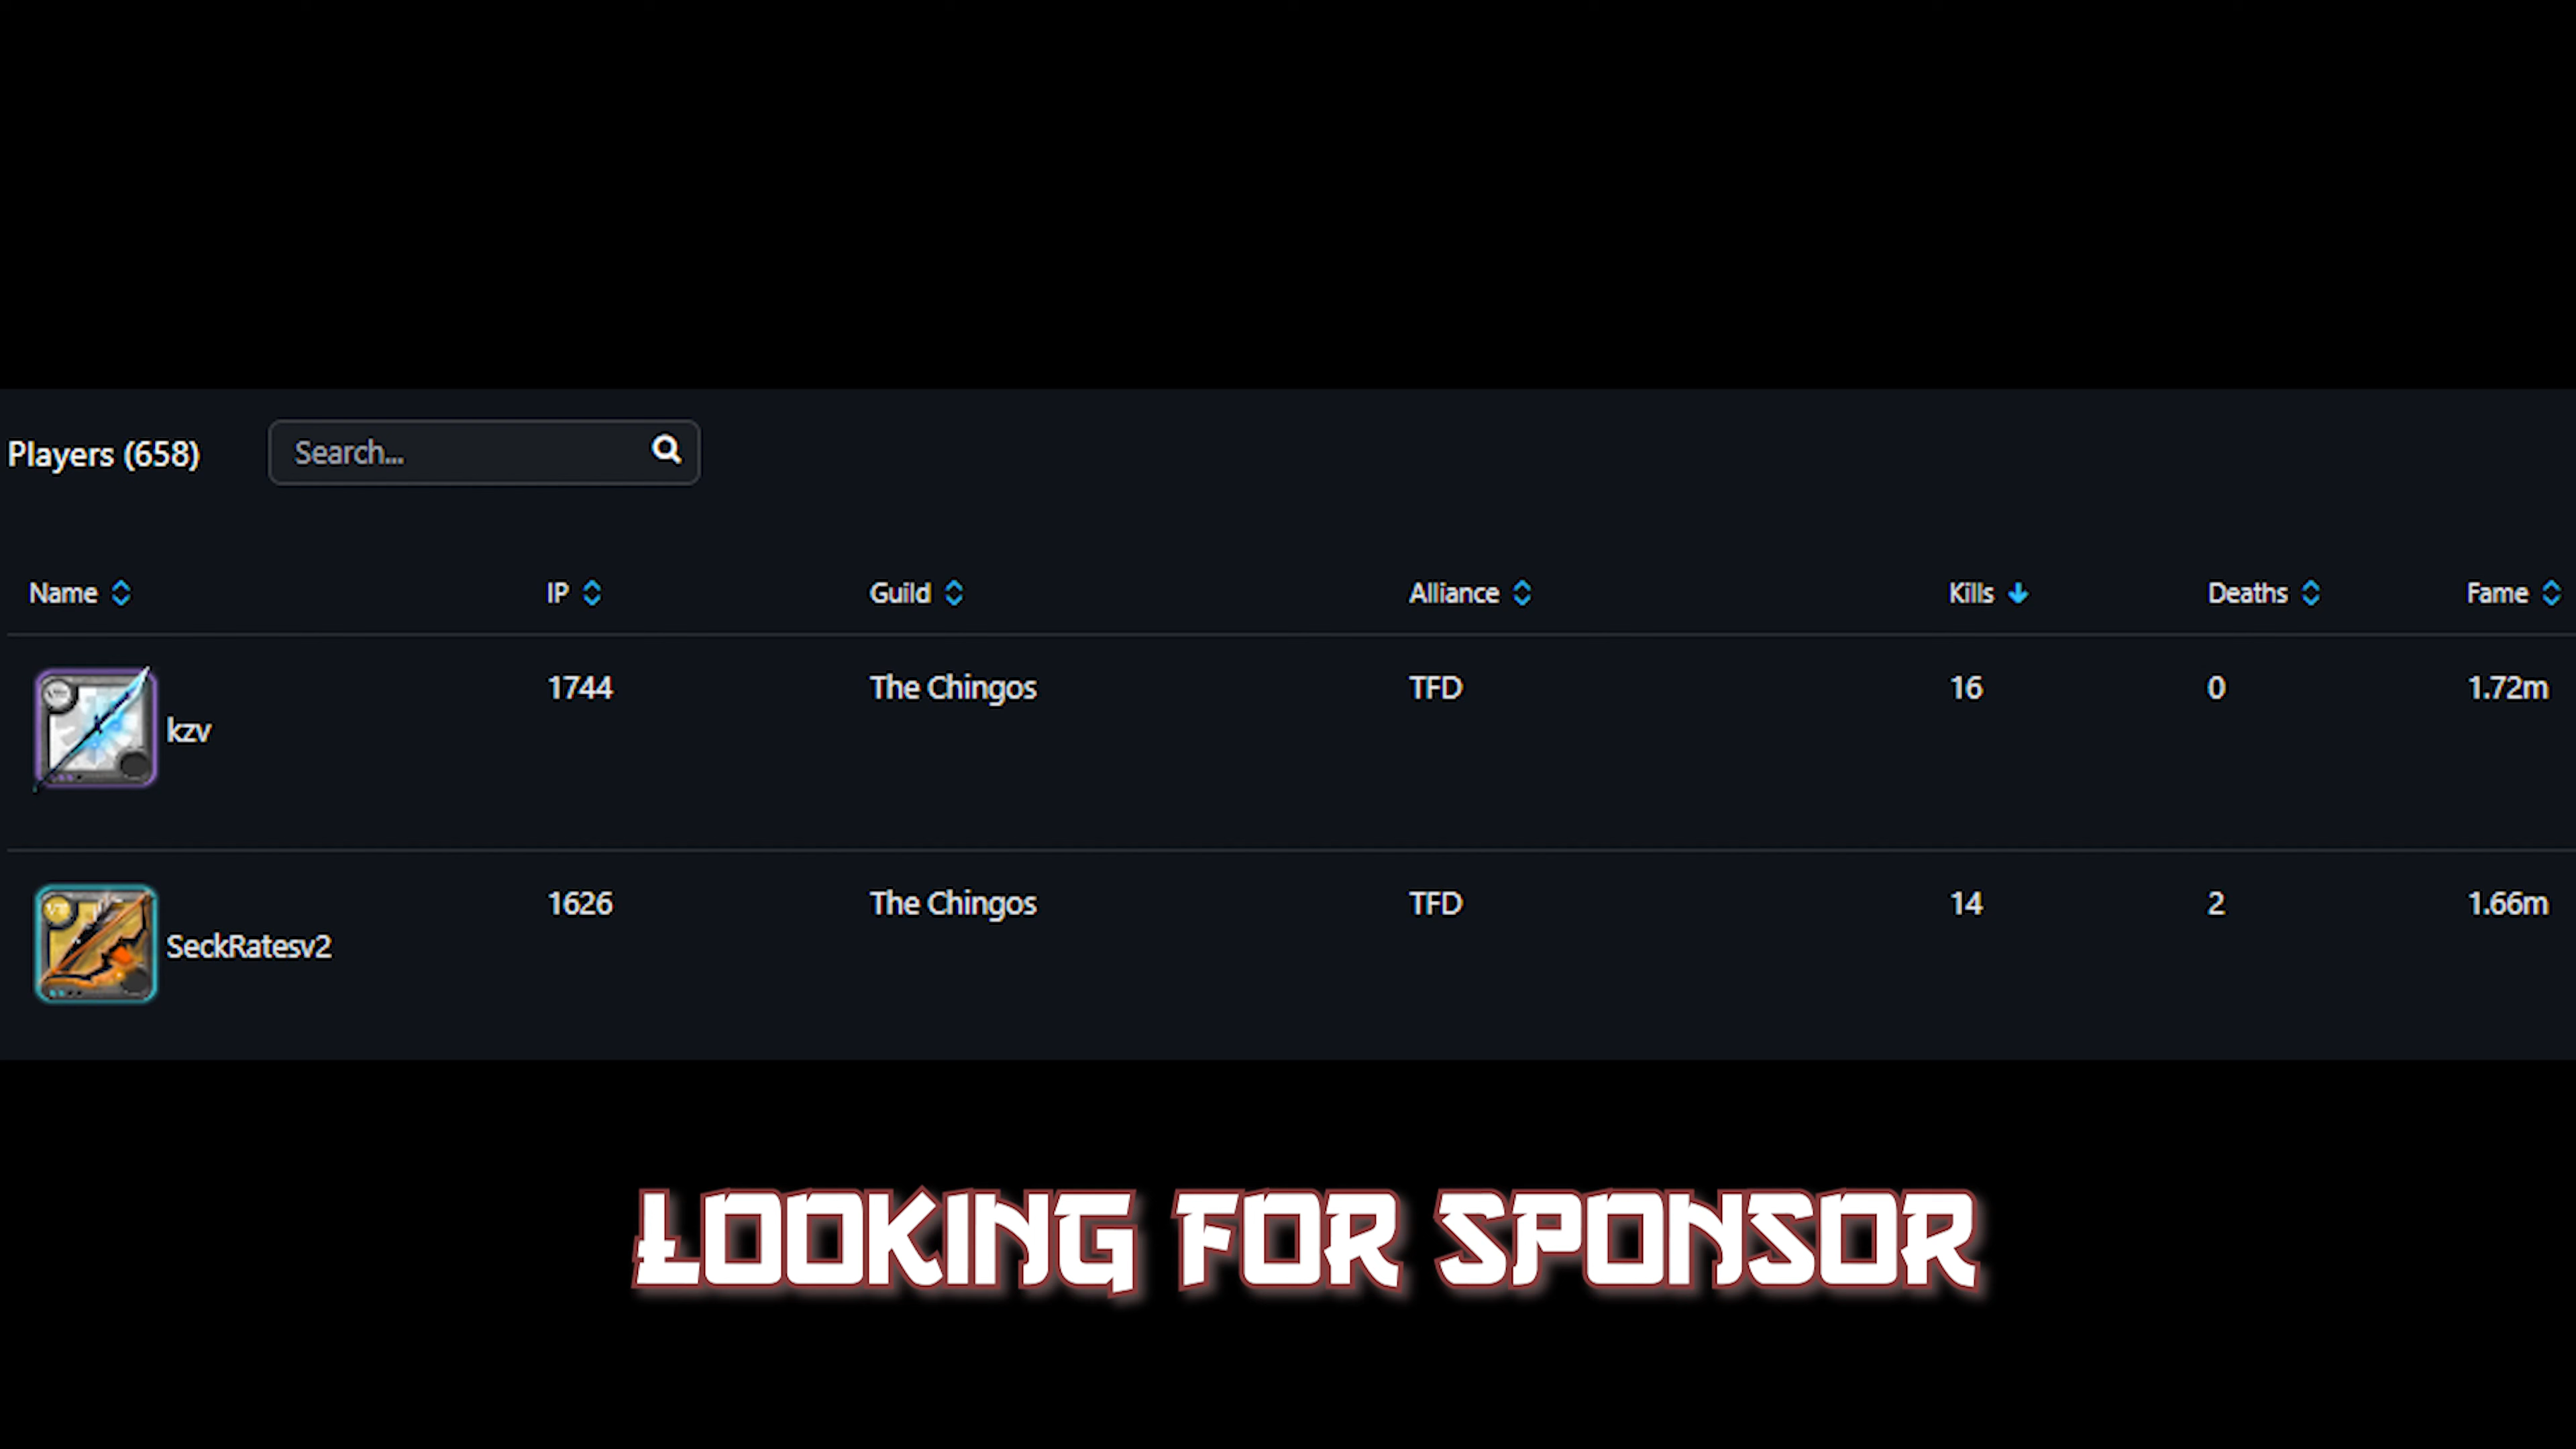 Players (658) Search...
Name IP Guild Alliance Kills Deaths Fame
kzv 1744 The Chingos TFD 16 0 1.72m
SeckRatesv2 1626 The Chingos TFD 14 2 1.66m
LOOKING FOR SPONSOR